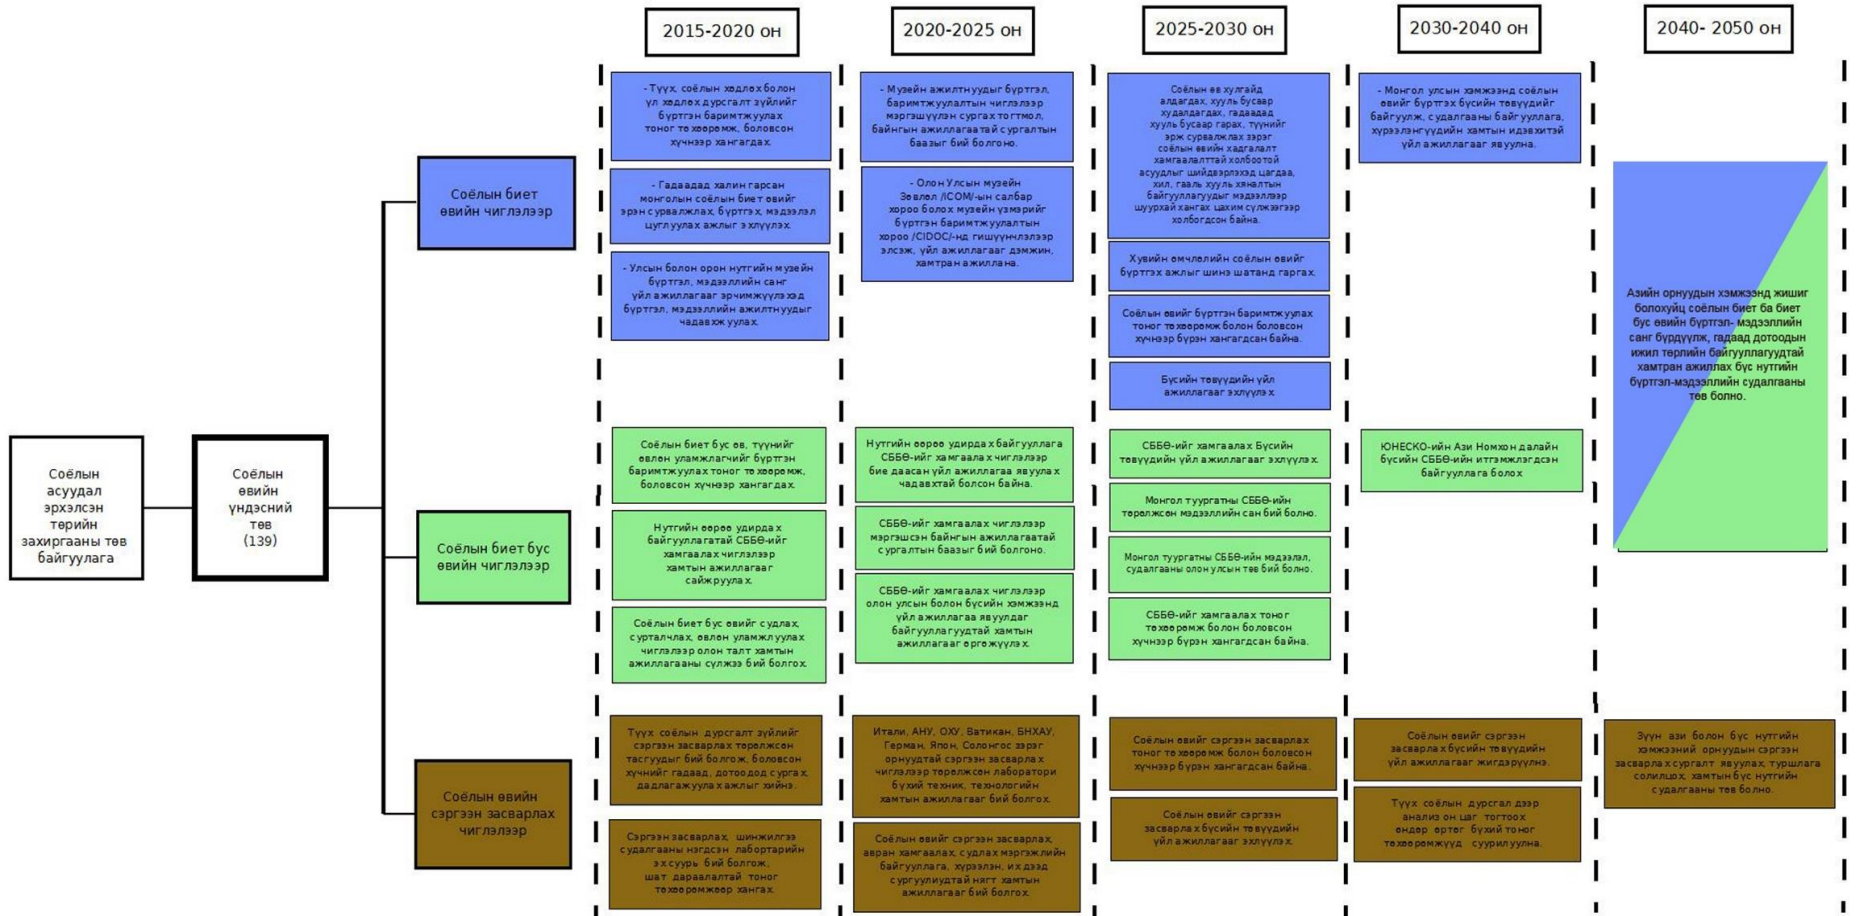 2015-2020 он
2020-2025 он
2025-2030 он
2030-2040 он
2040- 2050 он
Соёлын
асуудал
эрхэлсэн
төрийн
захиргааны төв
байгуулага
Соёлын
өвийн
үндэсний
төв
(139)
Соёлын биет
өвийн чиглэлээр
- Түүх, соёлын хөдлөх болон
үл хөдлөх дурсгалт зүйлийг
бүртгэн баримтжуулах
тоног төхөөрөмж, боловсон
хүчнээр хангагдах.
- Гадаадад халин гарсан
монголын соёлын биет өвийг
эрэн сурвалжлах, бүртгэх, мэдээлэл
цуглуулах ажлыг эхлүүлэх.
- Улсын болон орон нутгийн музейн
бүртгэл, мэдээллийн санг
үйл ажиллагааг эрчимжүүлэхэд
бүртгэл, мэдээллийн ажилтнуудыг
чадавхжуулах.
- Музейн ажилтнуудыг бүртгэл,
баримтжуулалтын чиглэлээр
мэргэшүүлэн сургах тогтмол,
байнгын ажиллагаатай сургалтын
баазыг бий болгоно.
- Олон Улсын музейн
Зөвлөл /ICOM/-ын салбар
хороо болох музейн үзмэрийг
бүртгэн баримтжуулалтын
хороо /CIDOC/-нд гишүүнчлэлээр
элсэж, үйл ажиллагааг дэмжин,
хамтран ажиллана.
Соёлын өв хулгайд
алдагдах, хууль бусаар
худалдагдах, гадаадад
хууль бусаар гарах, түүнийг
эрж сурвалжлах зэрэг
соёлын өвийн хадгалалт
хамгаалалттай холбоотой
асуудлыг шийдвэрлэхэд цагдаа,
хил, гааль хууль хяналтын
байгууллагуудыг мэдээллээр
шуурхай хангах цахим сүлжээгээр
холбогдсон байна.
Хувийн өмчлөлийн соёлын өвийг
бүртгэх ажлыг шинэ шатанд гаргах.
Соёлын өвийг бүртгэн баримтжуулах
тоног төхөөрөмж болон боловсон
хүчнээр бүрэн хангагдсан байна.
Бүсийн төвүүдийн үйл
ажиллагааг эхлүүлэх
- Монгол улсын хэмжээнд соёлын
өвийг бүртгэх бүсийн төвүүдийг
байгуулж, судалгааны байгууллага,
хүрээлэнгүүдийн хамтын идэвхитэй
үйл ажиллагааг явуулна.
Азийн орнуудын хэмжээнд жишиг
болохуйц соёлын биет ба биет
бус өвийн бүртгэл- мэдээллийн
санг бүрдүүлж, гадаад дотоодын
ижил төрлийн байгууллагуудтай
хамтран ажиллах бүс нутгийн
бүртгэл-мэдээллийн судалгааны
төв болно.
Соёлын биет бус
өвийн чиглэлээр
Соёлын биет бус өв, түүнийг
өвлөн уламжлагчийг бүртгэн
баримтжуулах тоног төхөөрөмж,
боловсон хүчнээр хангагдах.
Нутгийн өөрөө удирдах
байгууллагатай СББӨ-ийг
хамгаалах чиглэлээр
хамтын ажиллагааг
сайжруулах.
Соёлын биет бус өвийг судлах,
сурталчлах, өвлөн уламжлуулах
чиглэлээр олон талт хамтын
ажиллагааны сүлжээ бий болгох.
Нутгийн өөрөө удирдах байгууллага
СББӨ-ийг хамгаалах чиглэлээр
бие даасан үйл ажиллагаа явуулах
чадавхтай болсон байна.
СББӨ-ийг хамгаалах чиглэлээр
мэргэшсэн байнгын ажиллагаатай
сургалтын баазыг бий болгоно.
СББӨ-ийг хамгаалах чиглэлээр
олон улсын болон бүсийн хэмжээнд
үйл ажиллагаа явуулдаг
байгууллагуудтай хамтын
ажиллагааг өргөжүүлэх.
СББӨ-ийг хамгаалах Бүсийн
төвүүдийн үйл ажиллагааг эхлүүлэх.
Монгол туургатны СББӨ-ийн
төрөлжсөн мэдээллийн сан бий болно.
Монгол туургатны СББӨ-ийн мэдээлэл,
судалгааны олон улсын төв бий болно.
СББӨ-ийг хамгаалах тоног
төхөөрөмж болон боловсон
хүчнээр бүрэн хангагдсан байна.
ЮНЕСКО-ийн Ази Номхон далайн
бүсийн СББӨ-ийн итгэмжлэгдсэн
байгууллага болох
Соёлын өвийн
сэргээн засварлах
чиглэлээр
Түүх соёлын дурсгалт зүйлийг
сэргээн засварлах төрөлжсөн
тасгуудыг бий болгож, боловсон
хүчнийг гадаад, дотоодод сургах,
дадлагажуулах ажлыг хийнэ.
Сэргээн засварлах, шинжилгээ
судалгааны нэгдсэн лабортарийн
эх суурь бий болгож,
шат дараалалтай тоног
төхөөрөмжөөр хангах.
Итали, АНУ, ОХУ, Ватикан, БНХАУ,
Герман, Япон, Солонгос зэрэг
орнуудтай сэргээн засварлах
чиглэлээр төрөлжсөн лаборатори
бүхий техник, технологийн
хамтын ажиллагааг бий болгох.
Соёлын өвийг сэргээн засварлах,
авран хамгаалах, судлах мэргэжлийн
байгууллага, хүрээлэн, их дээд
сургуулиудтай нягт хамтын
ажиллагааг бий болгох.
Соёлын өвийг сэргээн засварлах
тоног төхөөрөмж болон боловсон
хүчнээр бүрэн хангагдсан байна.
Соёлын өвийг сэргээн
засварлах бүсийн төвүүдийн
үйл ажиллагааг эхлүүлэх.
Соёлын өвийг сэргээн
засварлах бүсийн төвүүдийн
үйл ажиллагааг жигдэрүүлнэ.
Түүх соёлын дурсгал дээр
анализ он цаг тогтоох
өндөр өртөг бүхий тоног
төхөөрөмжүүд суурилуулна.
Зүүн ази болон бүс нутгийн
хэмжээний орнуудын сэргээн
засварлах сургалт явуулах, туршлага
солилцох, хамтын бүс нутгийн
судалгааны төв болно.